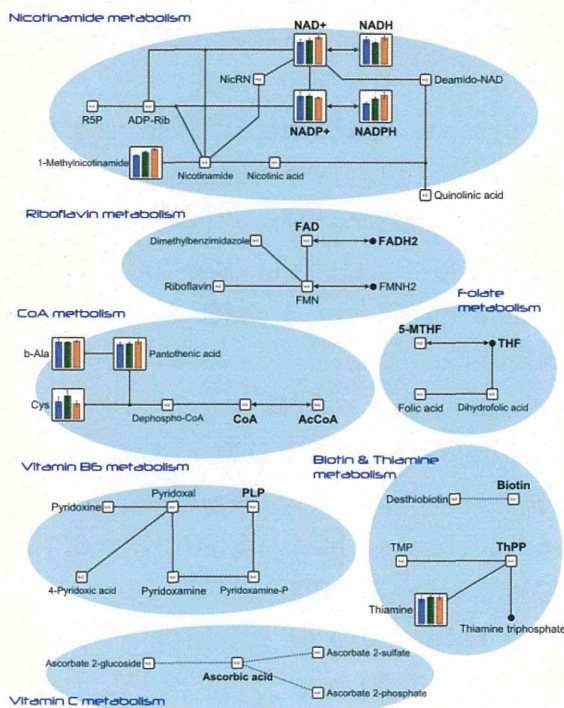 Nicotinamide metabolism
NAD+ NADH
NicRN Deamido-NAD
R5P ADP-Rib NADP+ NADPH
1-Methylnicotinamide
Nicotinamide Nicotinic acid
Quinolinic acid
Riboflavin metabolism
FAD
Dimethylbenzimidazole FADH2
Riboflavin FMN FMNH2
CoA metbolism
Folate
metabolism
b-Ala Pantothenic acid
5-MTHF THF
Cys
Dephospho-CoA CoA AcCoA
Folic acid Dihydrofolic acid
Vitamin B6 metabolism
Biotin & Thiamine
metabolism
Pyridoxal PLP
Pyridoxine
Desthiobiotin Biotin
4-Pyridoxic acid Pyridoxamine Pyridoxamine-P
TMP ThPP
Thiamine
Thiamine triphosphate
Ascorbate 2-glucoside Ascorbate 2-sulfate
Ascorbic acid
Ascorbate 2-phosphate
Vitamin C metabolism